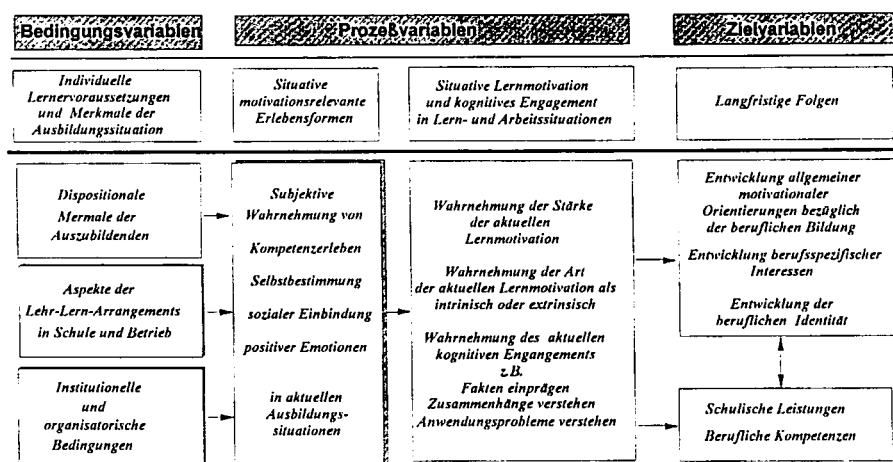 Bedingungsvariablen
Prozeßvariablen
Zielvariablen
Individuelle
Lernervoraussetzungen
und Merkmale der
Ausbildungssituation
Situative
motivationsrelevante
Erlebensformen
Situative Lernmotivation
und kognitives Engagement
in Lern- und Arbeitssituationen
Langfristige Folgen
Dispositionale
Mermale der
Auszubildenden
Aspekte der
Lehr-Lern-Arrangements
in Schule und Betrieb
Institutionelle
und
organisatorische
Bedingungen
Subjektive
Wahrnehmung von
Kompetenzerleben
Selbstbestimmung
sozialer Einbindung
positiver Emotionen
in aktuellen
Ausbildungs-
situationen
Wahrnehmung der Stärke
der aktuellen
Lernmotivation
Wahrnehmung der Art
der aktuellen Lernmotivation als
intrinisch oder extrinsisch
Wahrnehmung des aktuellen
kognitiven Engangements
z.B.
Fakten einprägen
Zusammenhänge verstehen
Anwendungsprobleme verstehen
Entwicklung allgemeiner
motivationaler
Orientierungen bezüglich
der beruflichen Bildung
Entwicklung berufsspezifischer
Interessen
Entwicklung der
beruflichen Identität
Schulische Leistungen
Berufliche Kompetenzen